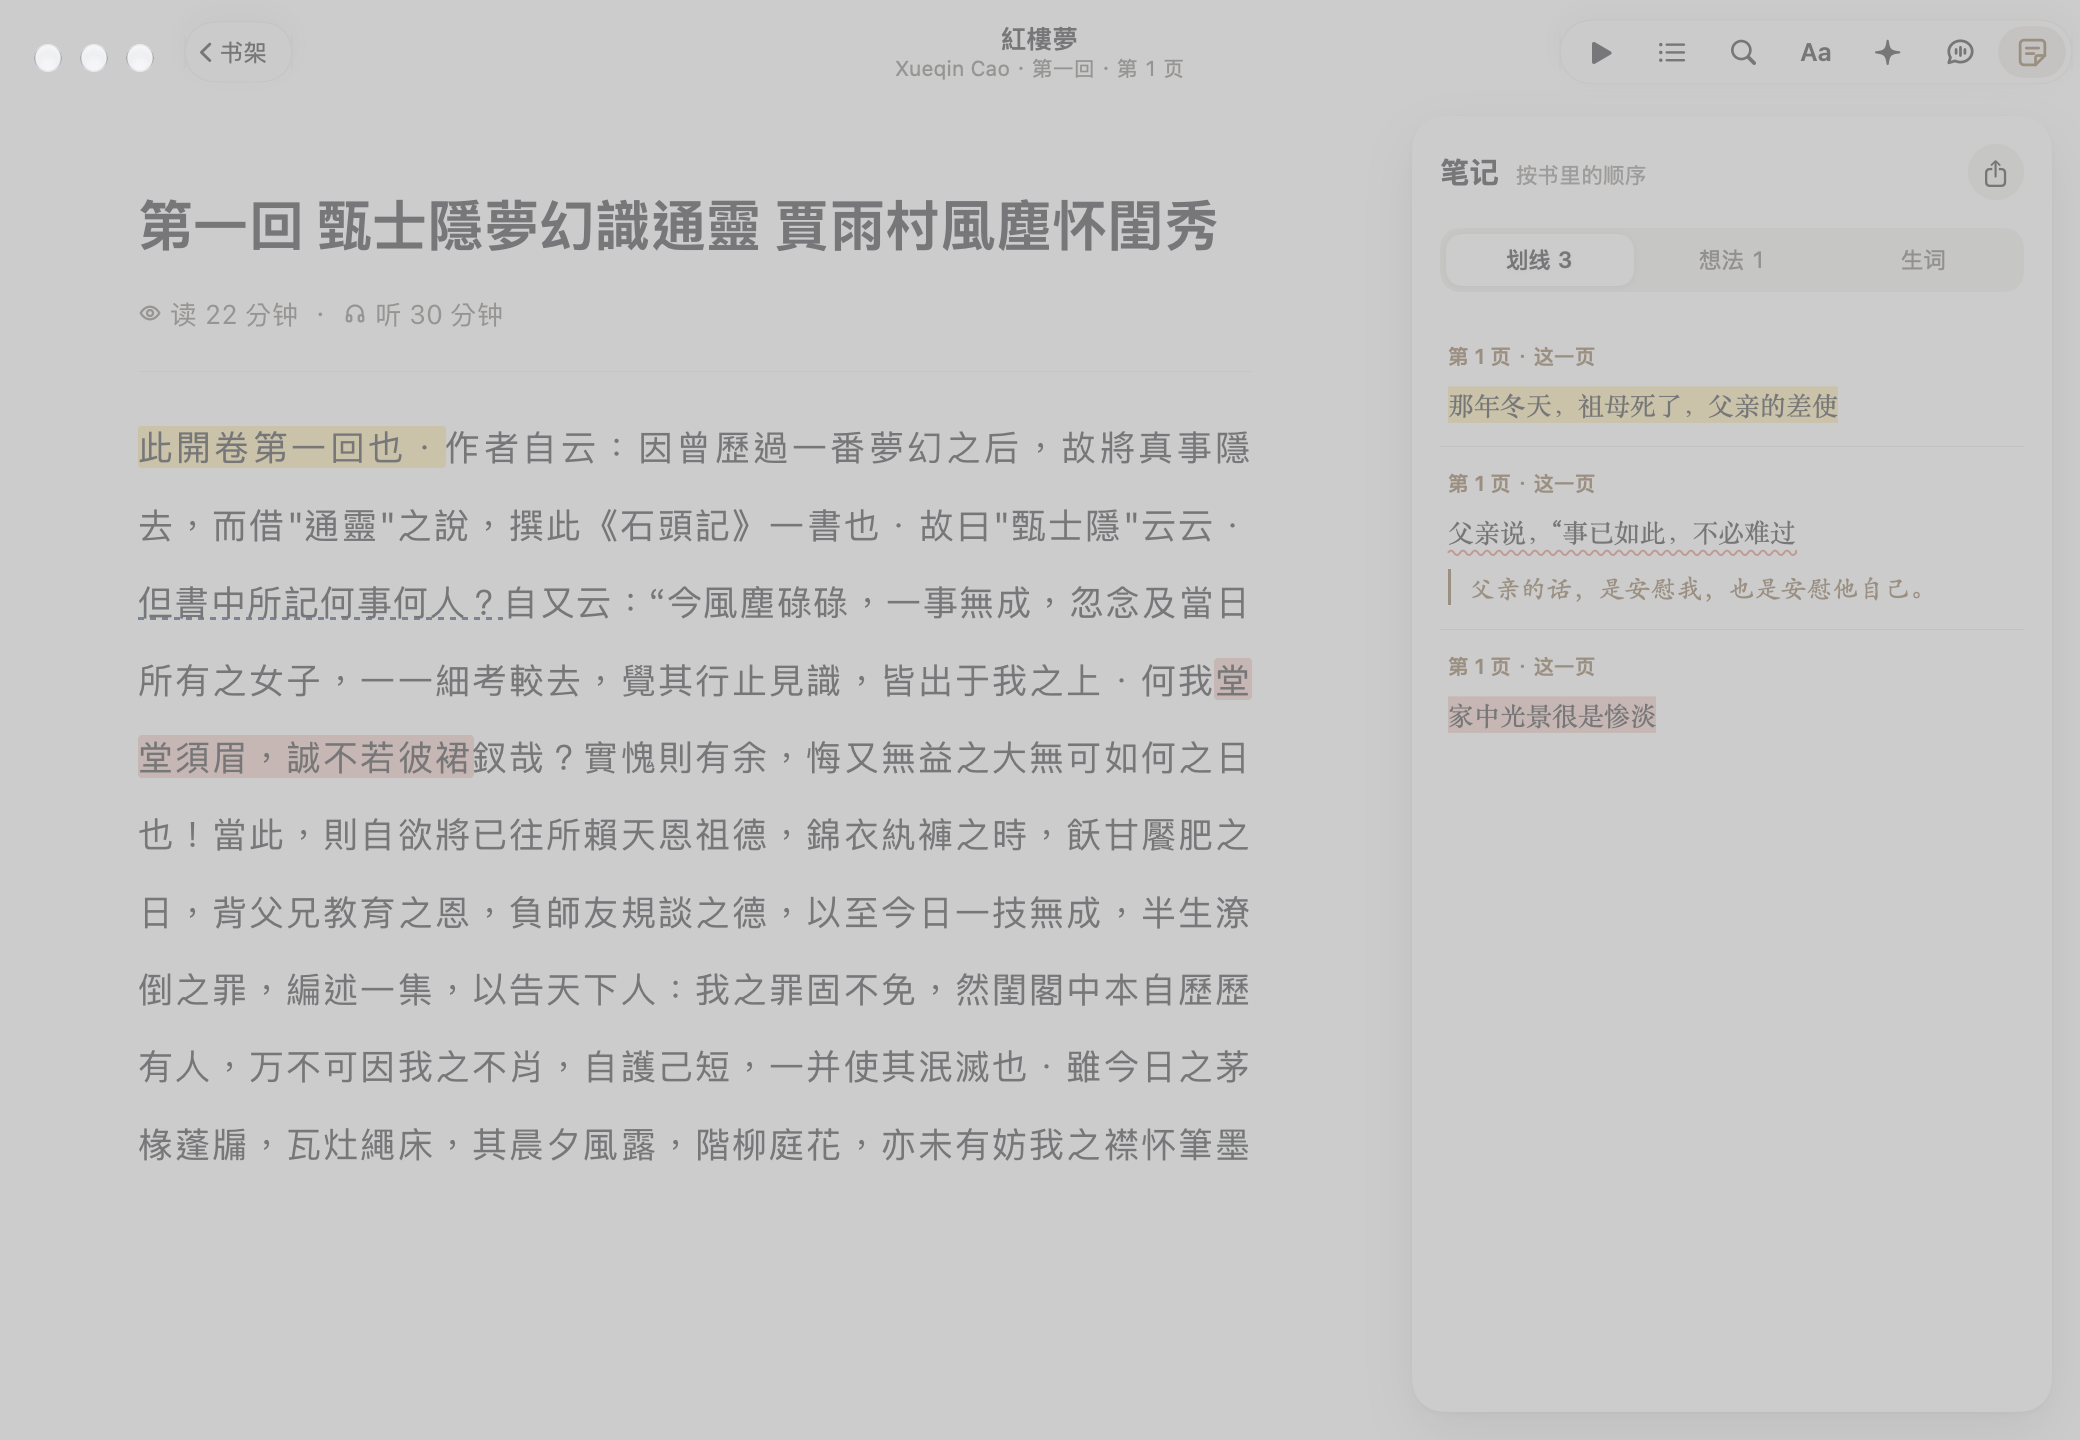 书架
紅樓夢
Xueqin Cao · 第一回 · 第 1 页
Aa
第一回 甄士隱夢幻識通靈 賈雨村風塵怀閨秀
读 22 分钟 · 听 30 分钟
此開卷第一回也．作者自云：因曾歷過一番夢幻之后，故將真事隱
去，而借"通靈"之說，撰此《石頭記》一書也．故曰"甄士隱"云云．
但書中所記何事何人？自又云：“今風塵碌碌，一事無成，忽念及當日
所有之女子，一一細考較去，覺其行止見識，皆出于我之上．何我堂
堂須眉，誠不若彼裙釵哉？實愧則有余，悔又無益之大無可如何之日
也！當此，則自欲將已往所賴天恩祖德，錦衣紈褲之時，飫甘饜肥之
日，背父兄教育之恩，負師友規談之德，以至今日一技無成，半生潦
倒之罪，編述一集，以告天下人：我之罪固不免，然閨閣中本自歷歷
有人，万不可因我之不肖，自護己短，一并使其泯滅也．雖今日之茅
椽蓬牖，瓦灶繩床，其晨夕風露，階柳庭花，亦未有妨我之襟怀筆墨
笔记 按书里的顺序
划线 3 想法 1 生词
第 1 页 · 这一页
那年冬天，祖母死了，父亲的差使
第 1 页 · 这一页
父亲说，“事已如此，不必难过
父亲的话，是安慰我，也是安慰他自己。
第 1 页 · 这一页
家中光景很是惨淡